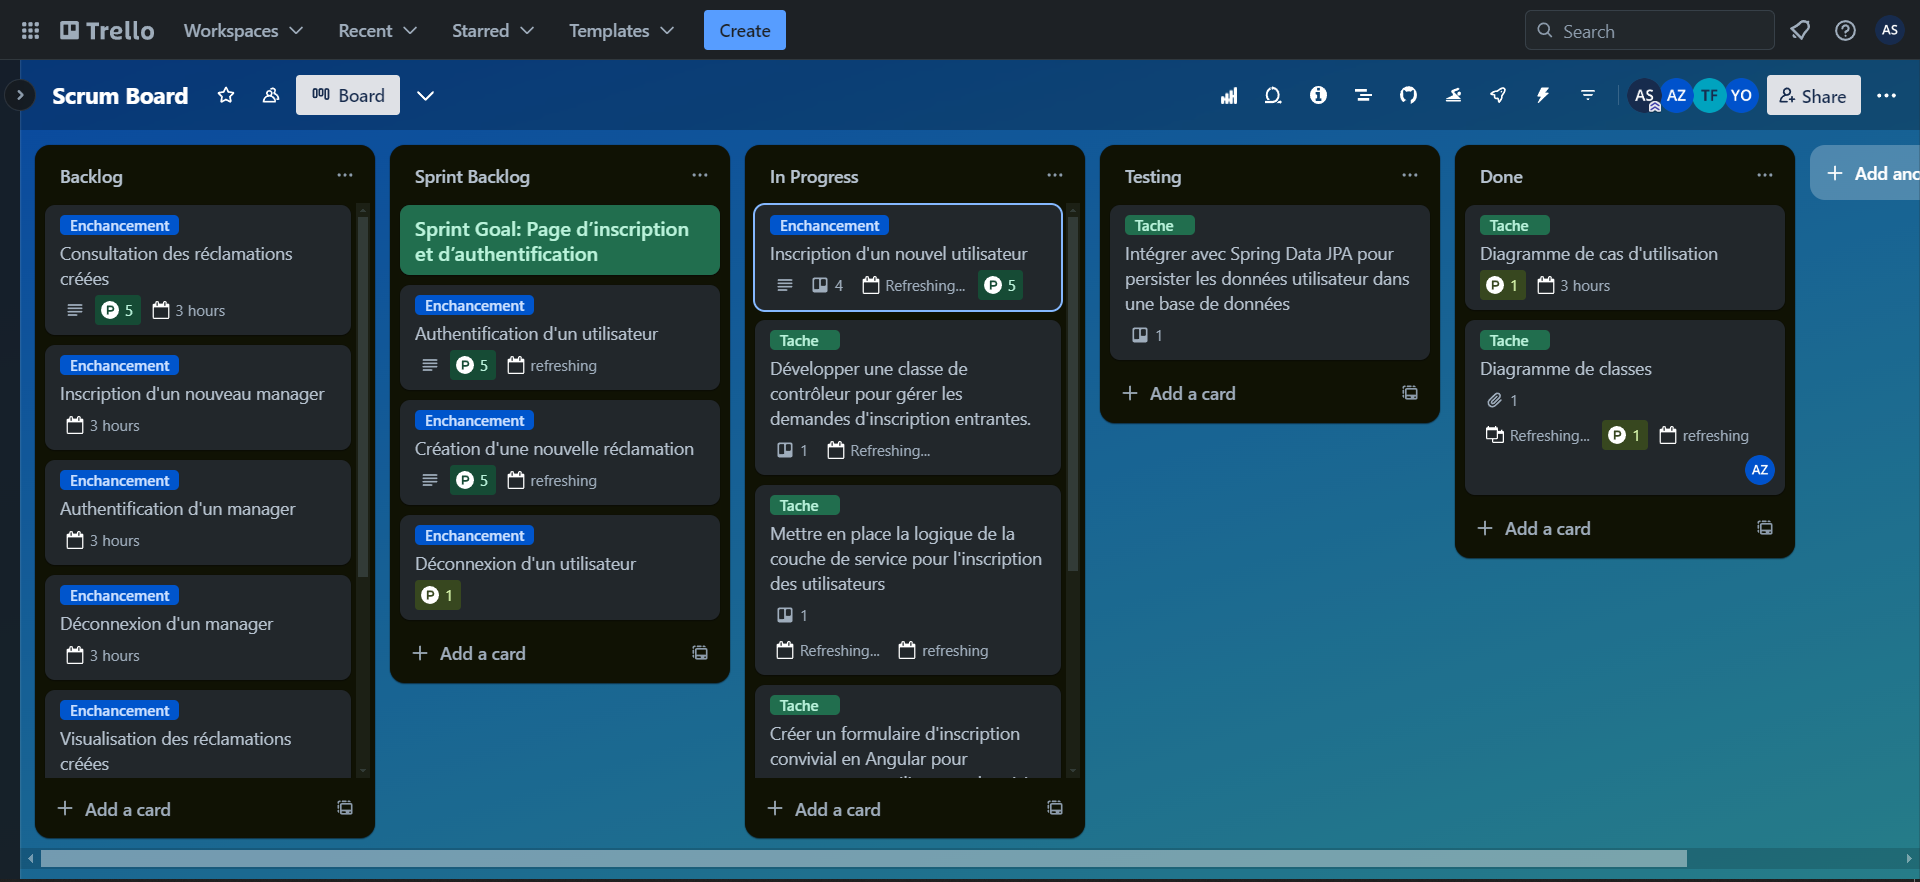 Trello
Workspaces
Recent
Starred
Templates
Create
Search
AS
Scrum Board
Board
AS
AZ
TF
YO
Share
Backlog
Enchancement
Consultation des réclamations
créées
P 5
3 hours
Enchancement
Inscription d'un nouveau manager
3 hours
Enchancement
Authentification d'un manager
3 hours
Enchancement
Déconnexion d'un manager
3 hours
Enchancement
Visualisation des réclamations
créées
+ Add a card
Sprint Backlog
Sprint Goal: Page d’inscription
et d’authentification
Enchancement
Authentification d'un utilisateur
P 5
refreshing
Enchancement
Création d'une nouvelle réclamation
P 5
refreshing
Enchancement
Déconnexion d'un utilisateur
P 1
+ Add a card
In Progress
Enchancement
Inscription d'un nouvel utilisateur
4
Refreshing...
P 5
Tache
Développer une classe de
contrôleur pour gérer les
demandes d'inscription entrantes.
1
Refreshing...
Tache
Mettre en place la logique de la
couche de service pour l'inscription
des utilisateurs
1
Refreshing...
refreshing
Tache
Créer un formulaire d'inscription
convivial en Angular pour
+ Add a card
Testing
Tache
Intégrer avec Spring Data JPA pour
persister les données utilisateur dans
une base de données
1
+ Add a card
Done
Tache
Diagramme de cas d'utilisation
P 1
3 hours
Tache
Diagramme de classes
1
Refreshing...
P 1
refreshing
AZ
+ Add a card
+ Add anc